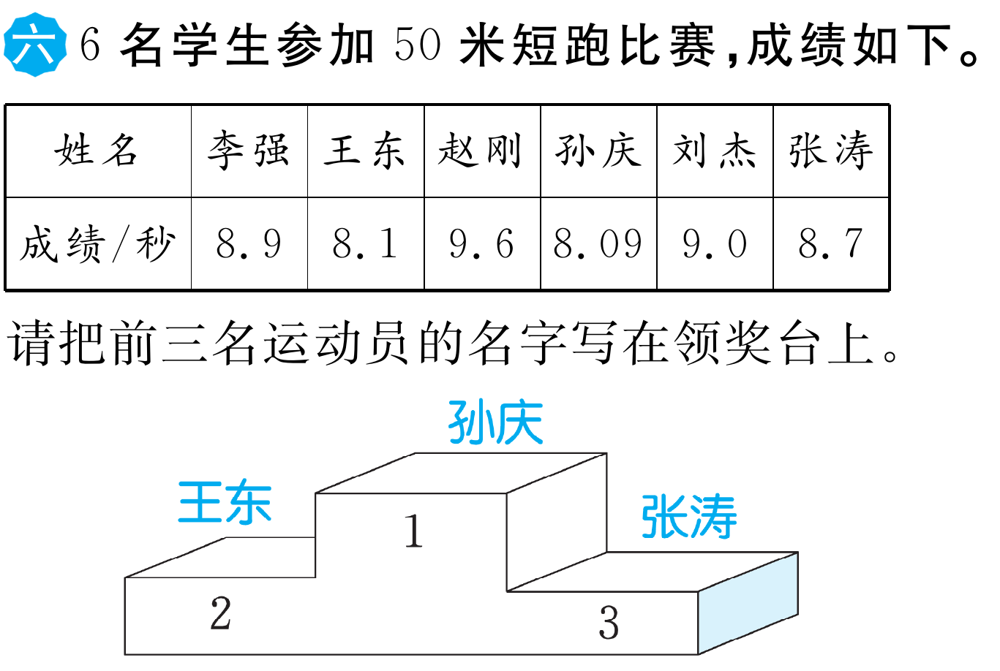 六 6 名学生参加 50 米短跑比赛,成绩如下。
姓名 李强 王东 赵刚 孙庆 刘杰 张涛
成绩/秒 8.9 8.1 9.6 8.09 9.0 8.7
请把前三名运动员的名字写在领奖台上。
孙庆
王东
张涛
1
2
3